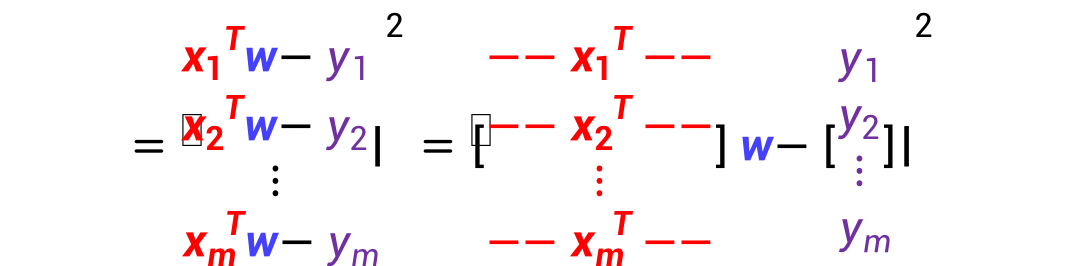 x₁ᵀw− y₁ ² −− x₁ᵀ −− y₁ ²
= x₂ᵀw− y₂ | = [ −− x₂ᵀ −− ] w− [ y₂ ] |
⋮ ⋮ ⋮
xₘᵀw− yₘ −− xₘᵀ −− yₘ